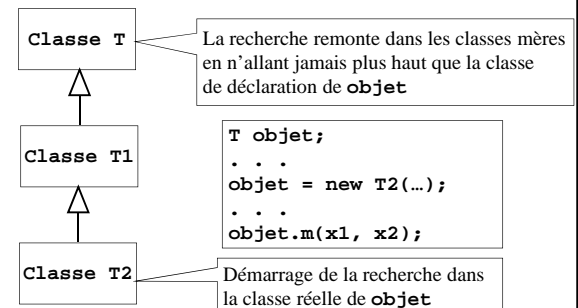 Classe T
La recherche remonte dans les classes mères
en n’allant jamais plus haut que la classe
de déclaration de objet
Classe T1
T objet;
. . .
objet = new T2(…);
. . .
objet.m(x1, x2);
Classe T2
Démarrage de la recherche dans
la classe réelle de objet